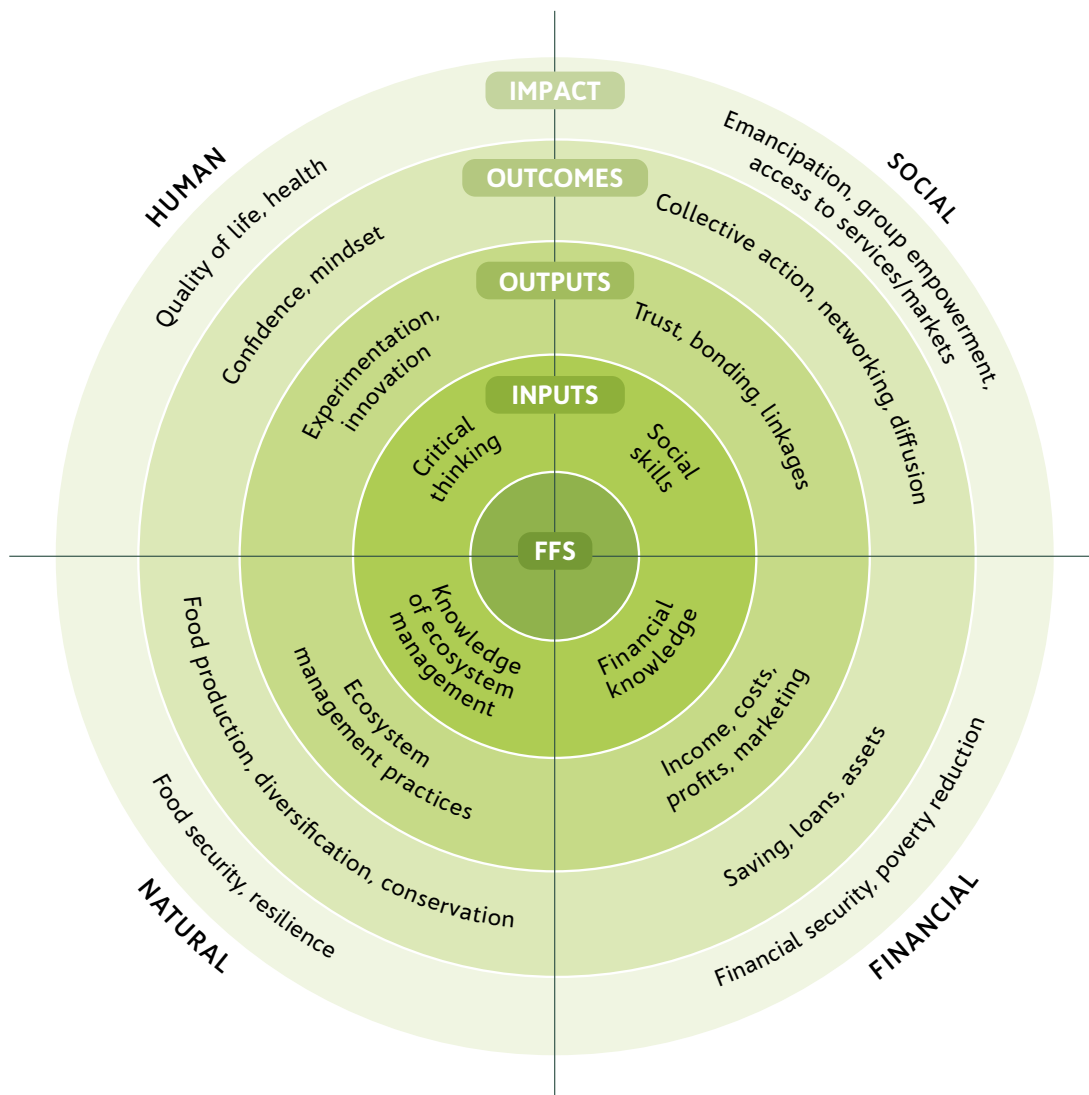 IMPACT
OUTCOMES
OUTPUTS
INPUTS
FFS
HUMAN
Quality of life, health
Confidence, mindset
Experimentation,
innovation
Critical
thinking
SOCIAL
Emancipation, group empowerment,
access to services/markets
Collective action, networking, diffusion
Trust, bonding, linkages
Social
skills
NATURAL
Food security, resilience
Food production, diversification, conservation
Ecosystem
management practices
Knowledge
of ecosystem
management
FINANCIAL
Financial security, poverty reduction
Saving, loans, assets
Income, costs,
profits, marketing
Financial
knowledge